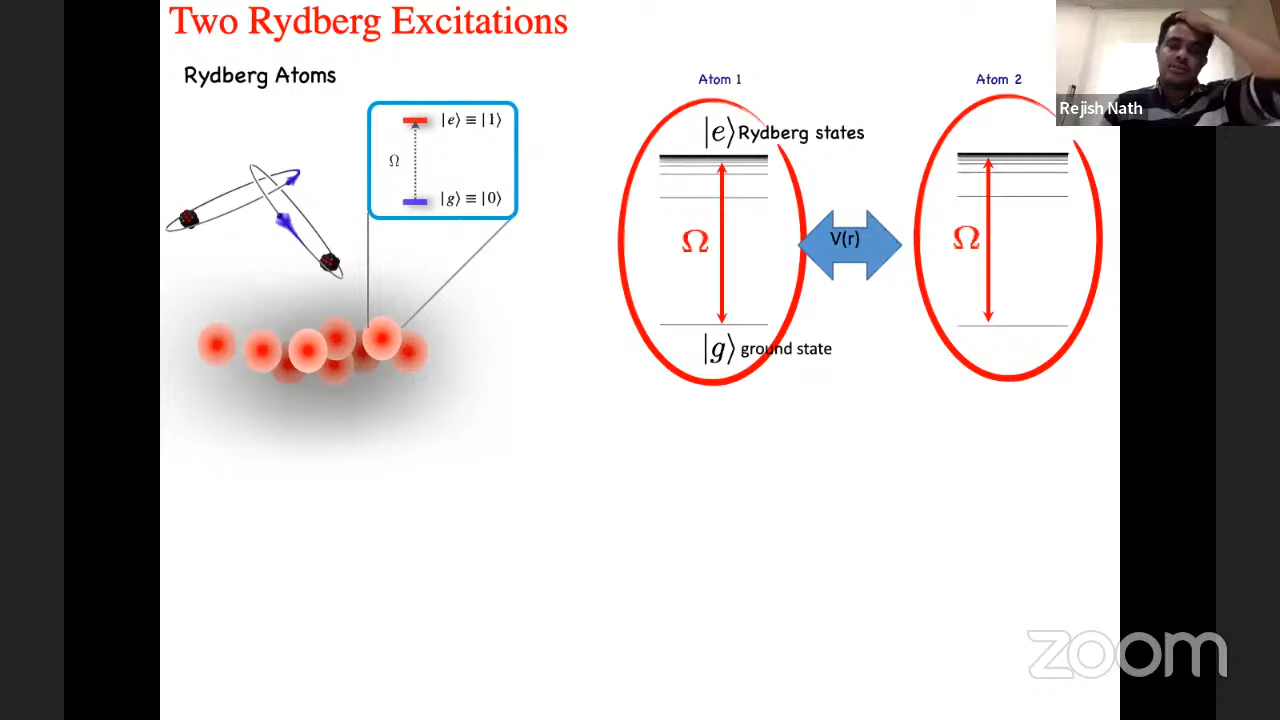 Two Rydberg Excitations
Rejish Nath
Rydberg Atoms
Atom 1
Atom 2
|e⟩ ≡ |1⟩
Ω
|g⟩ ≡ |0⟩
|e⟩ Rydberg states
Ω
V(r)
Ω
|g⟩ ground state
zoom